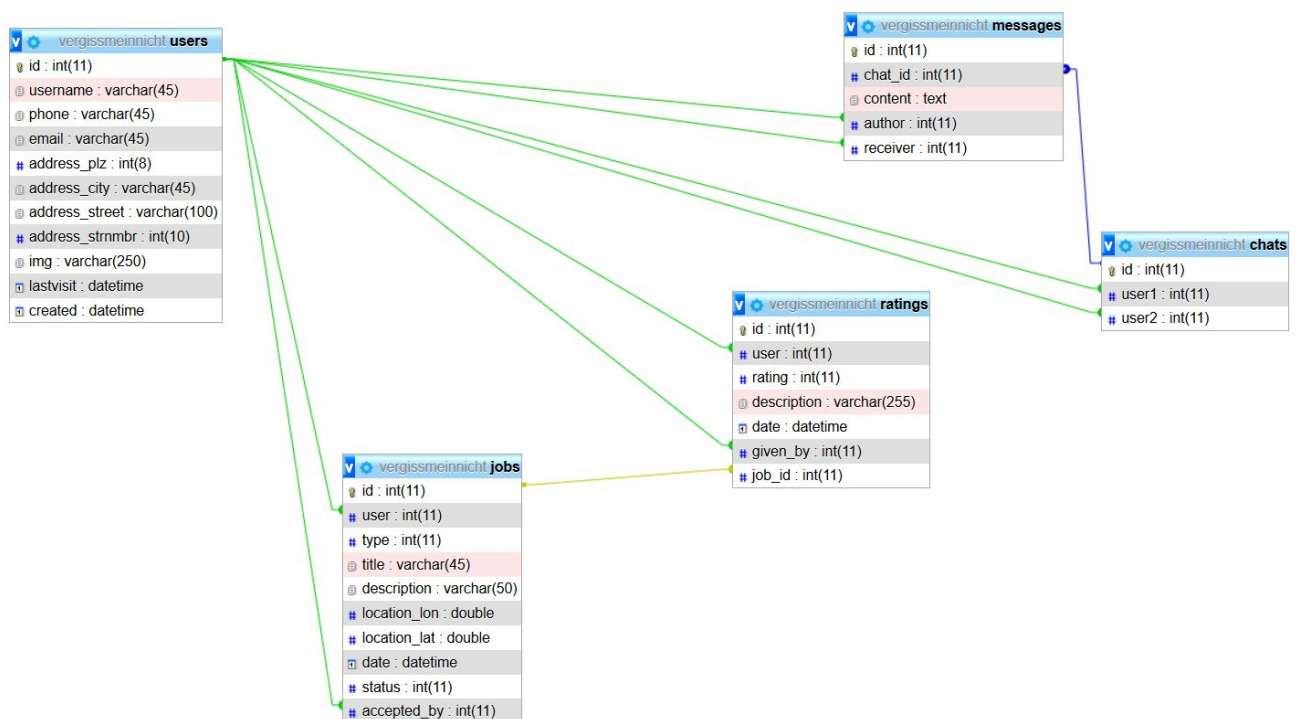 vergissmeinnicht users
id : int(11)
username : varchar(45)
phone : varchar(45)
email : varchar(45)
address_plz : int(8)
address_city : varchar(45)
address_street : varchar(100)
address_strnmbr : int(10)
img : varchar(250)
lastvisit : datetime
created : datetime
vergissmeinnicht messages
id : int(11)
chat_id : int(11)
content : text
author : int(11)
receiver : int(11)
vergissmeinnicht chats
id : int(11)
user1 : int(11)
user2 : int(11)
vergissmeinnicht ratings
id : int(11)
user : int(11)
rating : int(11)
description : varchar(255)
date : datetime
given_by : int(11)
job_id : int(11)
vergissmeinnicht jobs
id : int(11)
user : int(11)
type : int(11)
title : varchar(45)
description : varchar(50)
location_lon : double
location_lat : double
date : datetime
status : int(11)
accepted_by : int(11)